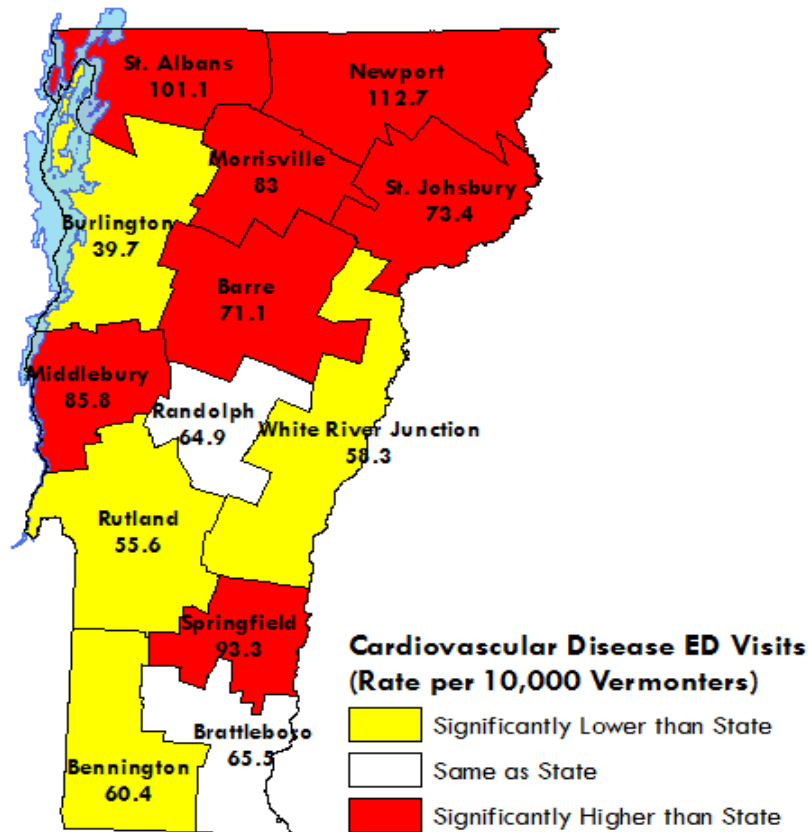 St. Albans
101.1
Newport
112.7
Morrisville
83
St. Johsbury
73.4
Burlington
39.7
Barre
71.1
Middlebury
85.8
Randolph
64.9
White River Junction
58.3
Rutland
55.6
Springfield
93.3
Brattleboro
65.5
Bennington
60.4
Cardiovascular Disease ED Visits
(Rate per 10,000 Vermonters)
Significantly Lower than State
Same as State
Significantly Higher than State